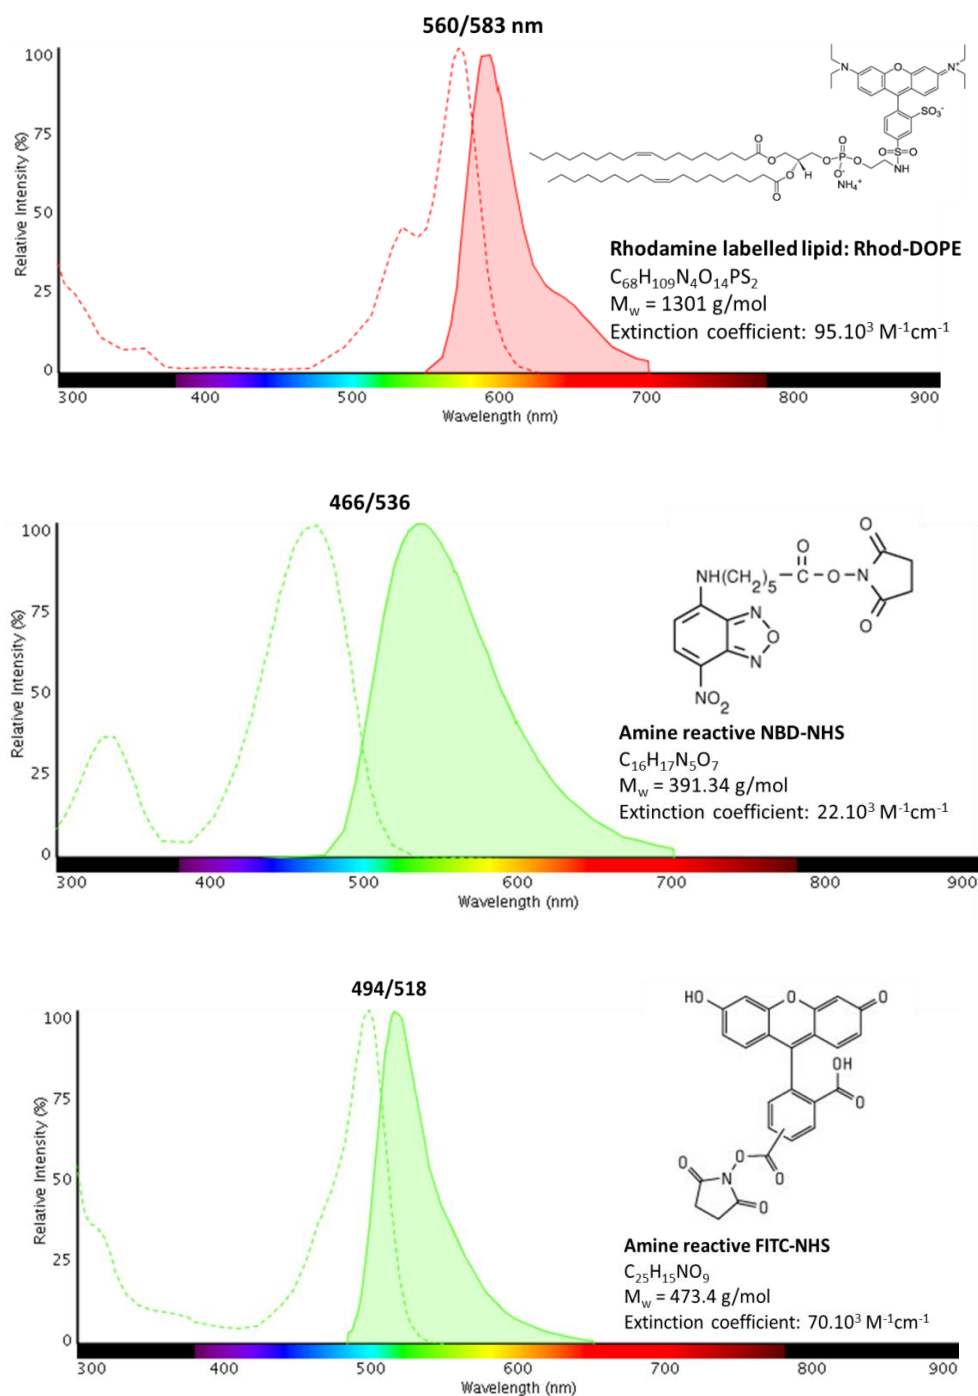 560/583 nm
100
75
50
25
0
Relative Intensity (%)
300 400 500 600 700 800 900
Wavelength (nm)
N
O
N⁺
SO₃⁻
O=S=O
NH
O
O
O
H
O
O
O
P
O
O⁻
NH₄⁺
Rhodamine labelled lipid: Rhod-DOPE
C₆₈H₁₀₉N₄O₁₄PS₂
Mw = 1301 g/mol
Extinction coefficient: 95.10³ M⁻¹cm⁻¹
466/536
100
75
50
25
0
Relative Intensity (%)
300 400 500 600 700 800 900
Wavelength (nm)
O
O
NH(CH₂)₅—C—O—N
O
N
O
N
NO₂
Amine reactive NBD-NHS
C₁₆H₁₇N₅O₇
Mw = 391.34 g/mol
Extinction coefficient: 22.10³ M⁻¹cm⁻¹
494/518
100
75
50
25
0
Relative Intensity (%)
300 400 500 600 700 800 900
Wavelength (nm)
HO
O
O
OH
O
O
O
N
O
O
Amine reactive FITC-NHS
C₂₅H₁₅NO₉
Mw = 473.4 g/mol
Extinction coefficient: 70.10³ M⁻¹cm⁻¹